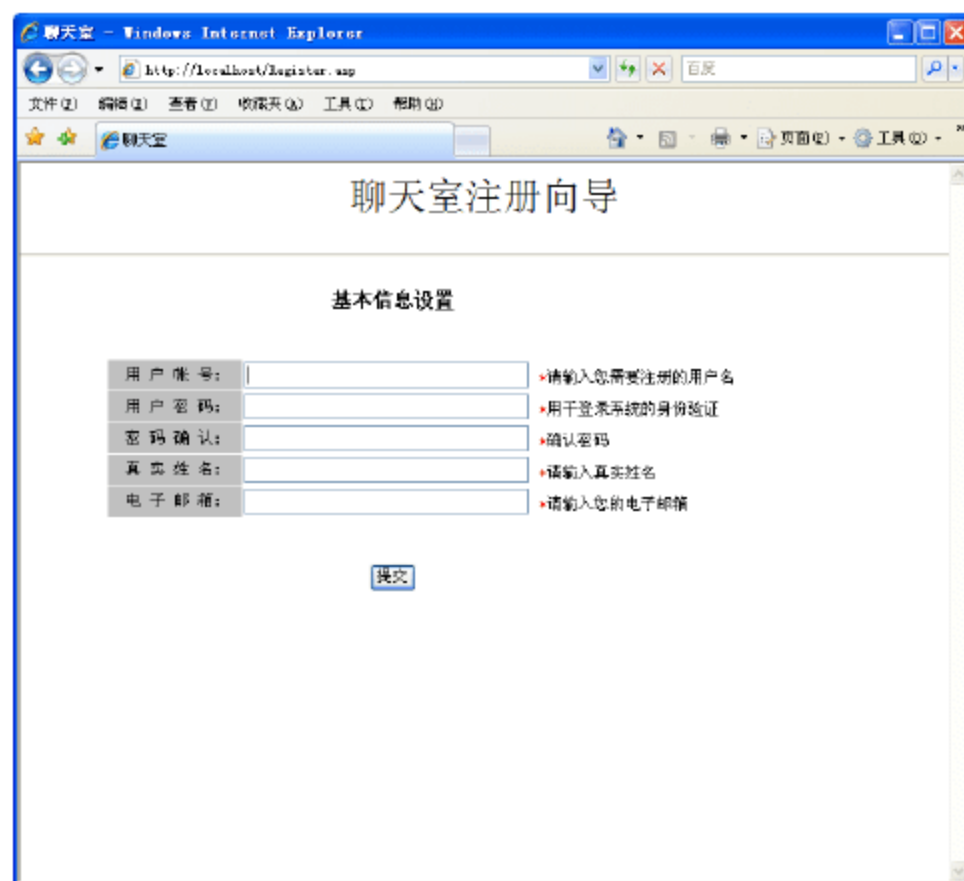 聊天室 - Windows Internet Explorer
http://localhost/Register.asp 百度
文件(F) 编辑(E) 查看(V) 收藏夹(A) 工具(T) 帮助(H)
聊天室 页面(P) 工具(O)
聊天室注册向导
基本信息设置
用 户 帐 号: *请输入您需要注册的用户名
用 户 密 码: *用于登录系统的身份验证
密 码 确 认: *确认密码
真 实 姓 名: *请输入真实姓名
电 子 邮 箱: *请输入您的电子邮箱
提交